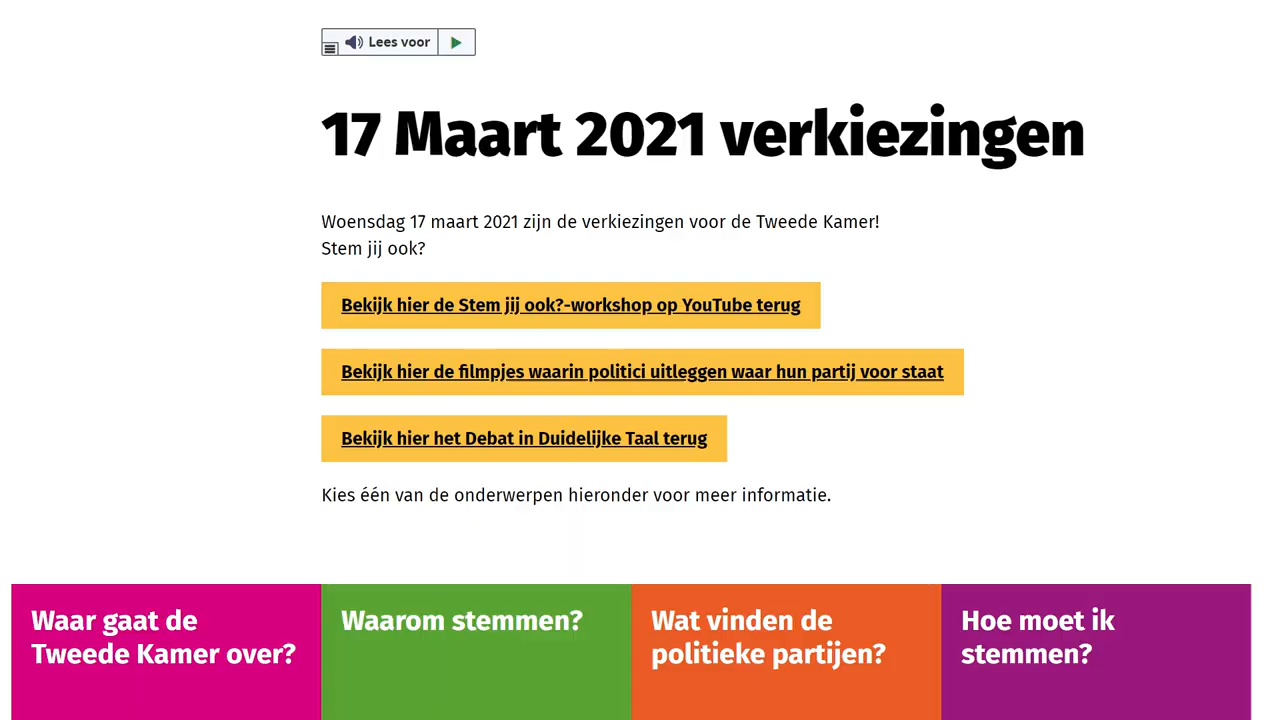 Lees voor
17 Maart 2021 verkiezingen
Woensdag 17 maart 2021 zijn de verkiezingen voor de Tweede Kamer!
Stem jij ook?
Bekijk hier de Stem jij ook?-workshop op YouTube terug
Bekijk hier de filmpjes waarin politici uitleggen waar hun partij voor staat
Bekijk hier het Debat in Duidelijke Taal terug
Kies één van de onderwerpen hieronder voor meer informatie.
Waar gaat de
Tweede Kamer over?
Waarom stemmen?
Wat vinden de
politieke partijen?
Hoe moet ik
stemmen?